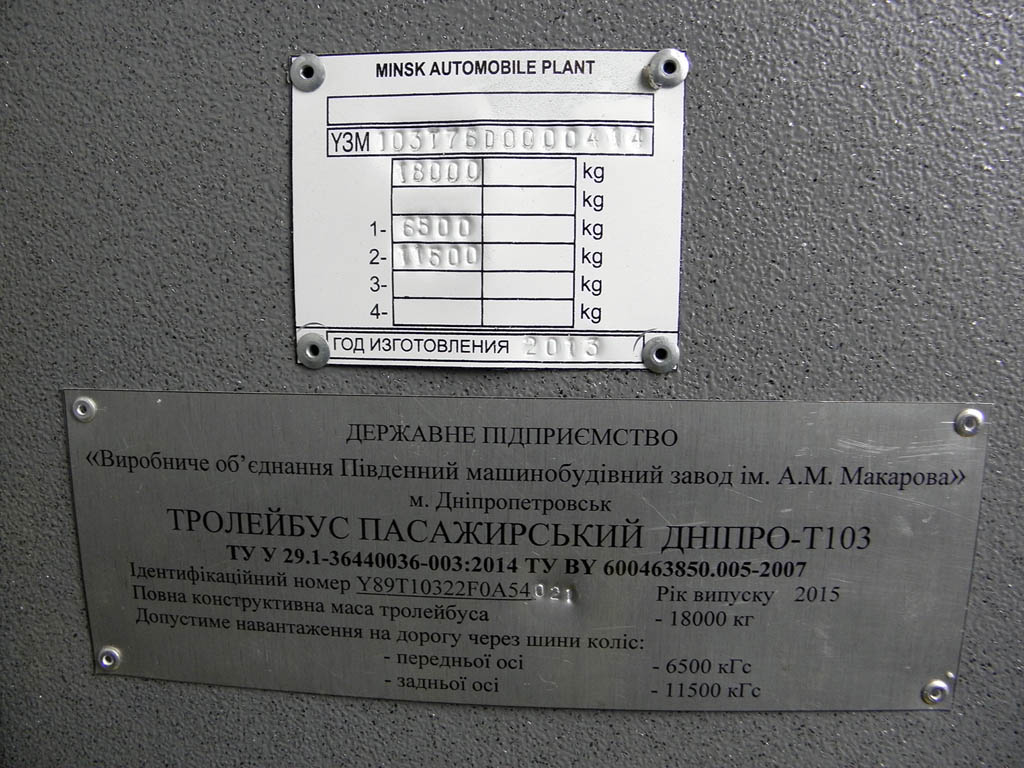 MINSK AUTOMOBILE PLANT
УЗМ 103T76D0000414
18000 kg
kg
1- 6500 kg
2- 11500 kg
3- kg
4- kg
ГОД ИЗГОТОВЛЕНИЯ 2015
ДЕРЖАВНЕ ПІДПРИЄМСТВО
«Виробниче об’єднання Південний машинобудівний завод ім. А.М. Макарова»
м. Дніпропетровськ
ТРОЛЕЙБУС ПАСАЖИРСЬКИЙ ДНІПРО-Т103
ТУ У 29.1-36440036-003:2014 ТУ BY 600463850.005-2007
Ідентифікаційний номер Y89T10322F0A54021 Рік випуску 2015
Повна конструктивна маса тролейбуса - 18000 кг
Допустиме навантаження на дорогу через шини коліс:
- передньої осі - 6500 кГс
- задньої осі - 11500 кГс